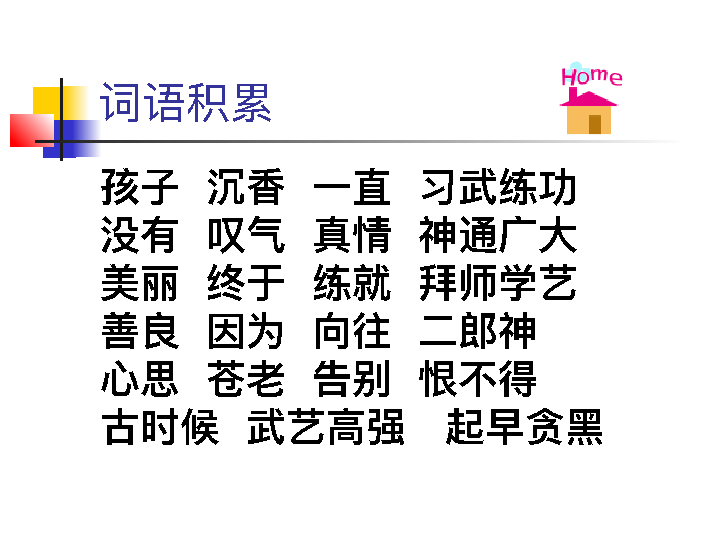 词语积累
Home
孩子 沉香 一直 习武练功
没有 叹气 真情 神通广大
美丽 终于 练就 拜师学艺
善良 因为 向往 二郎神
心思 苍老 告别 恨不得
古时候 武艺高强 起早贪黑